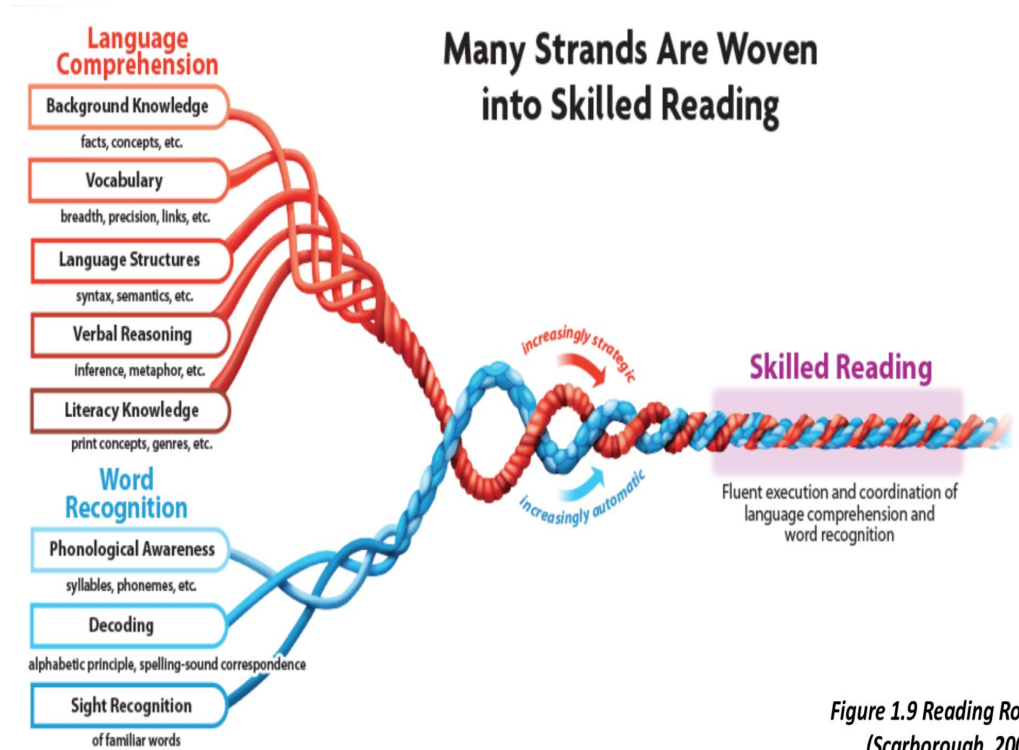 Many Strands Are Woven
into Skilled Reading
Language
Comprehension
Background Knowledge
facts, concepts, etc.
Vocabulary
breadth, precision, links, etc.
Language Structures
syntax, semantics, etc.
Verbal Reasoning
inference, metaphor, etc.
Literacy Knowledge
print concepts, genres, etc.
Word
Recognition
Phonological Awareness
syllables, phonemes, etc.
Decoding
alphabetic principle, spelling-sound correspondence
Sight Recognition
of familiar words
increasingly strategic
increasingly automatic
Skilled Reading
Fluent execution and coordination of
language comprehension and
word recognition
Figure 1.9 Reading
(Scarborough,